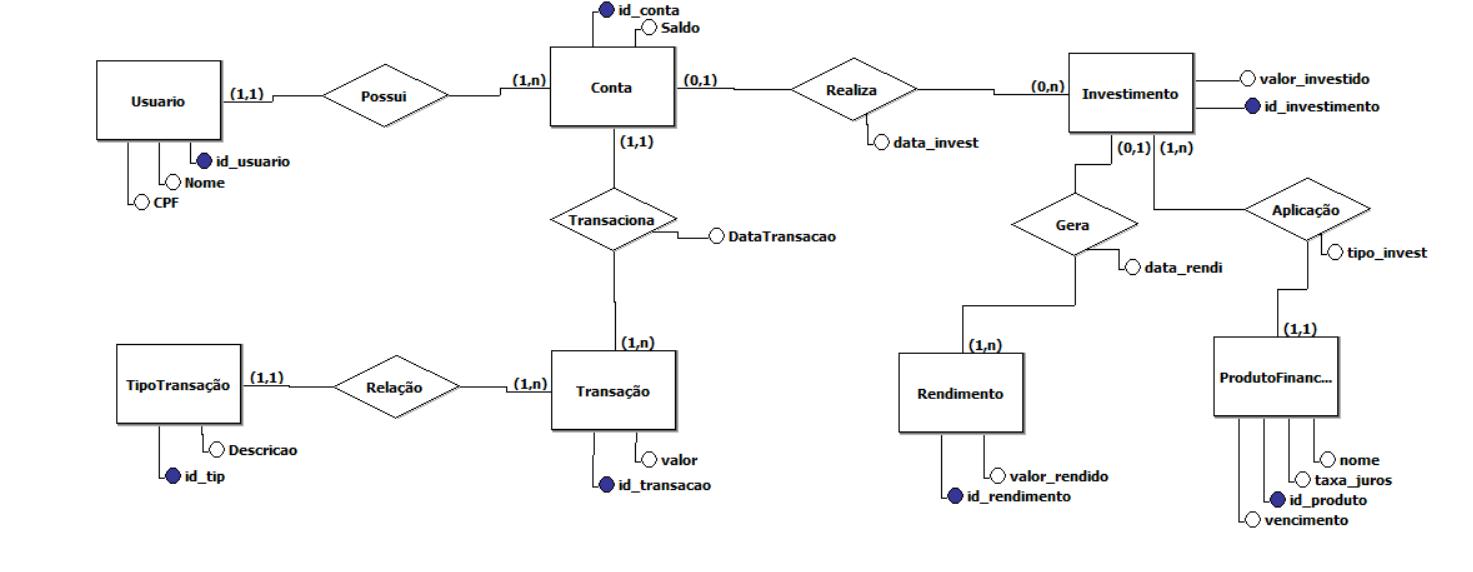 id_conta
Saldo
Usuario
(1,1)
Possui
(1,n)
Conta
(0,1)
Realiza
(0,n)
Investimento
valor_investido
id_investimento
data_invest
(1,1)
(0,1)
(1,n)
id_usuario
Nome
CPF
Transaciona
DataTransacao
Gera
data_rendi
Aplicação
tipo_invest
(1,n)
(1,n)
(1,1)
TipoTransação
(1,1)
Relação
(1,n)
Transação
Rendimento
ProdutoFinanc...
Descricao
id_tip
valor
id_transacao
valor_rendido
id_rendimento
nome
taxa_juros
id_produto
vencimento